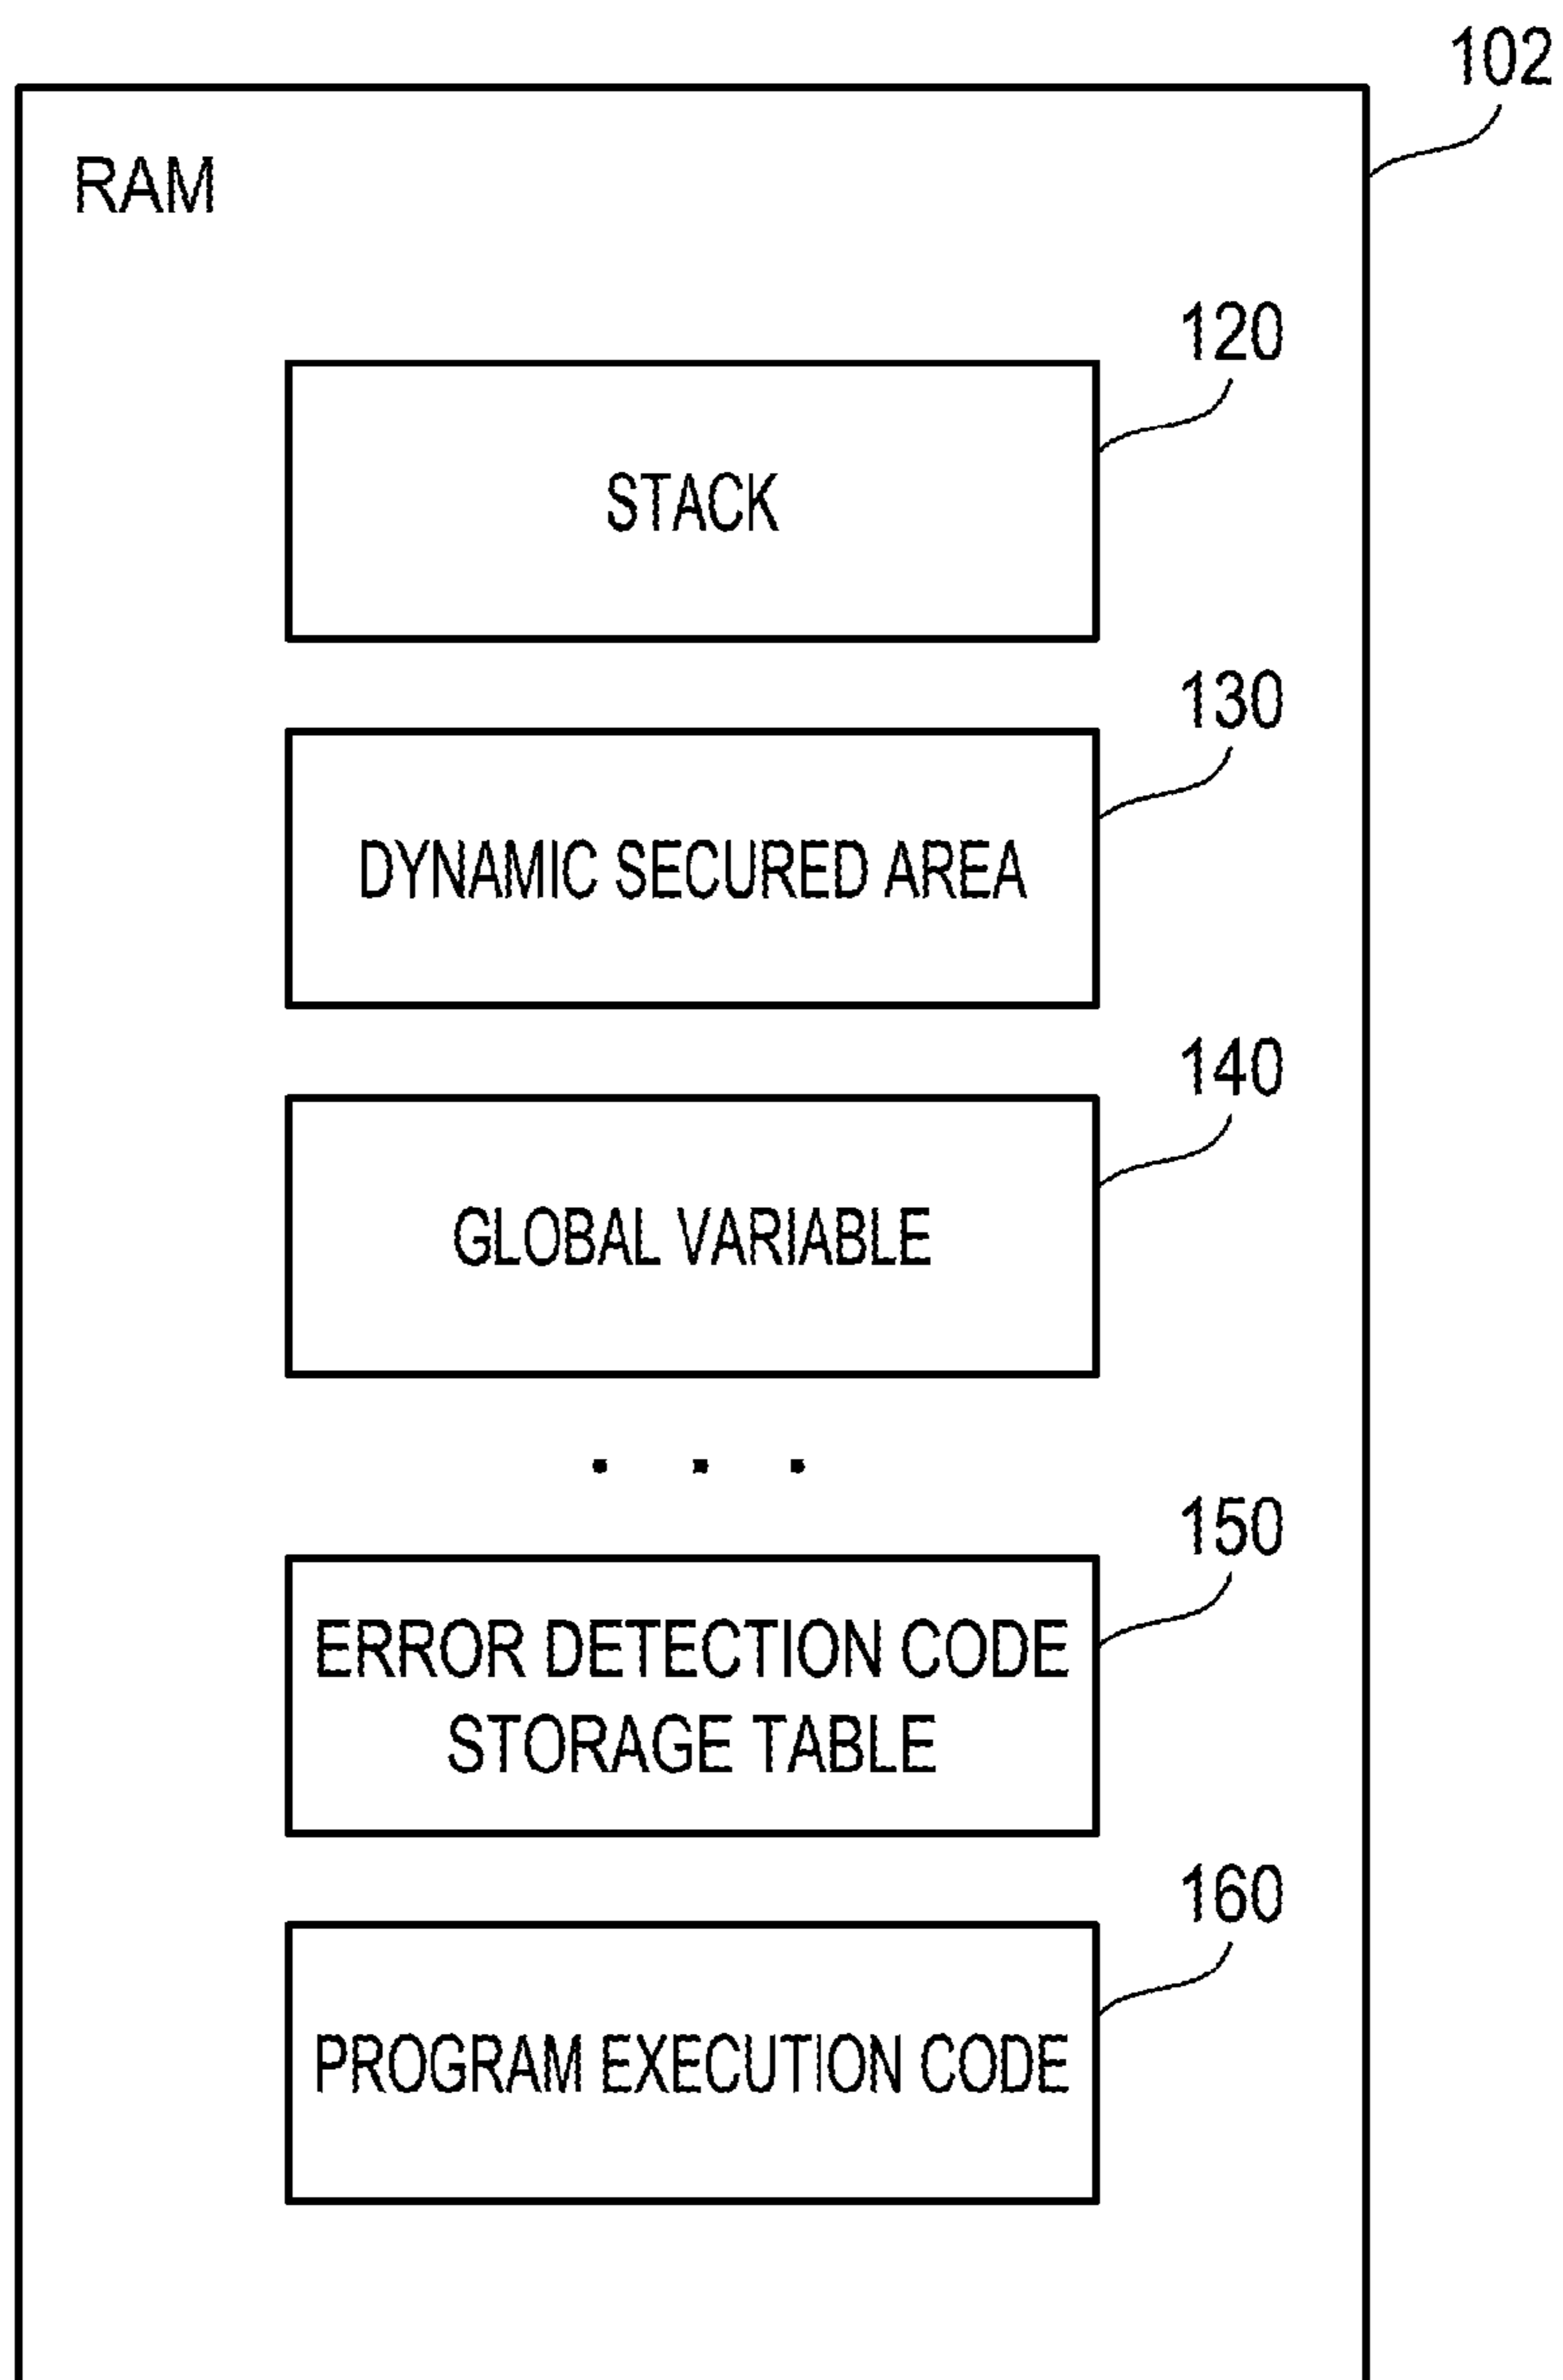 102
RAM
120
STACK
130
DYNAMIC SECURED AREA
140
GLOBAL VARIABLE
. . .
150
ERROR DETECTION CODE
STORAGE TABLE
160
PROGRAM EXECUTION CODE